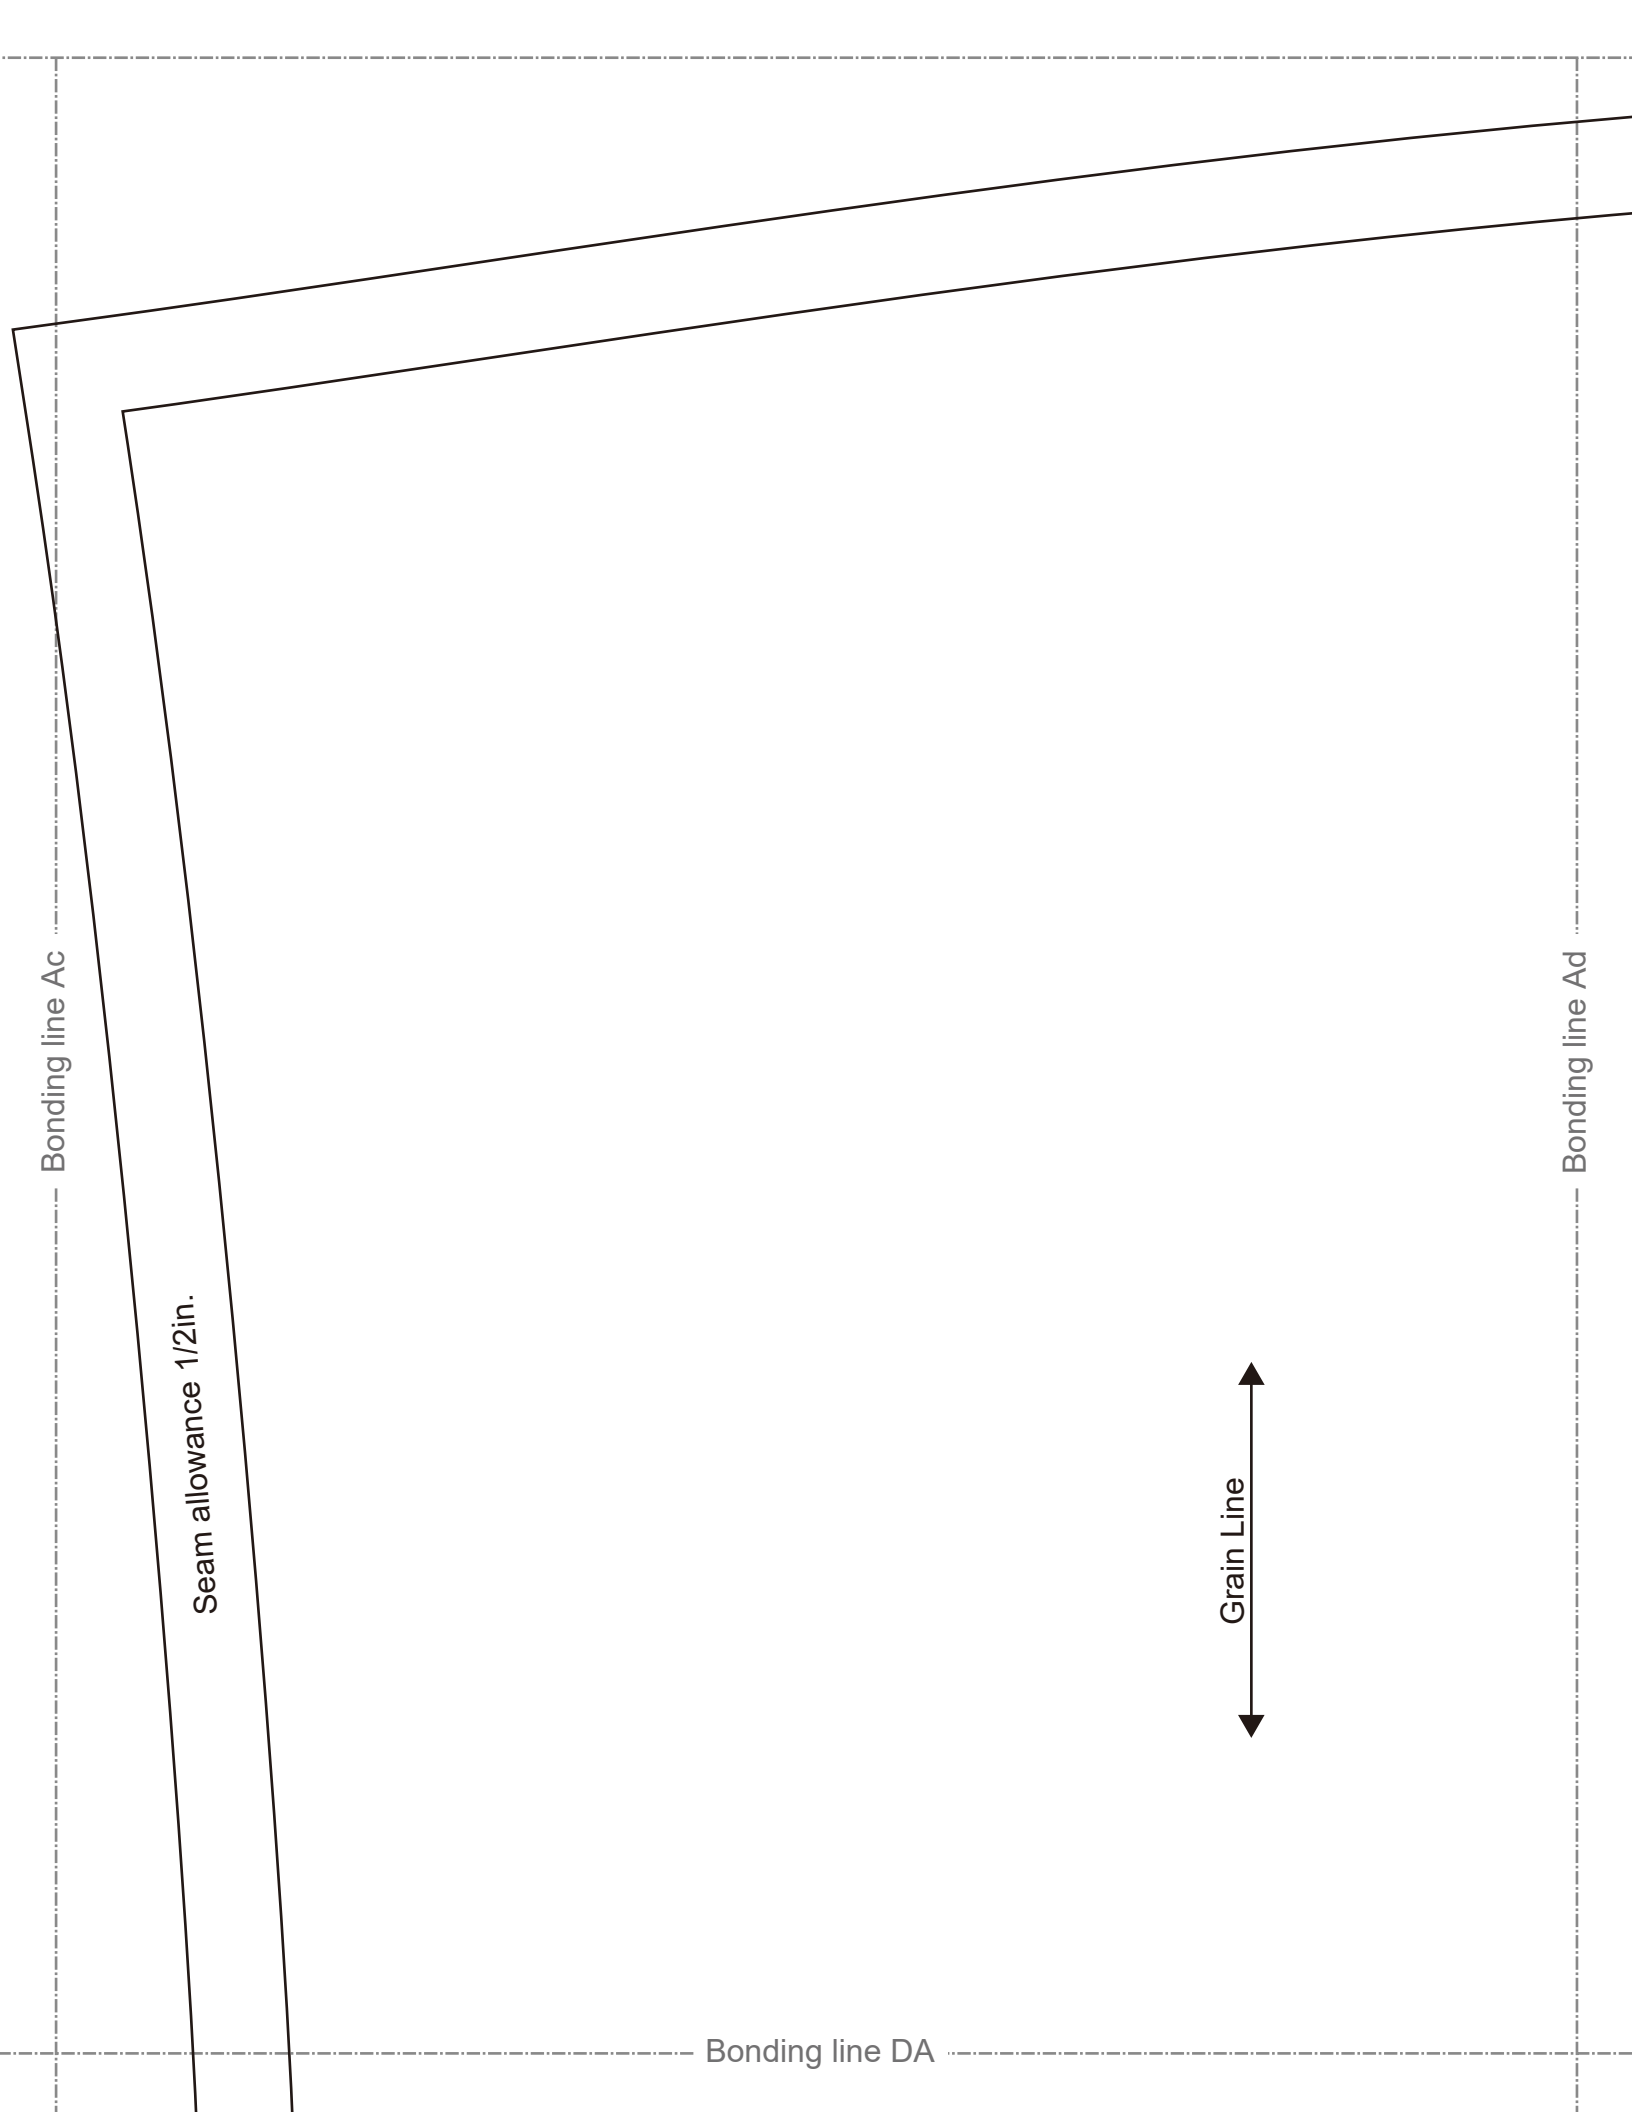 Bonding line Ac
Bonding line Ad
Seam allowance 1/2in.
Grain Line
Bonding line DA